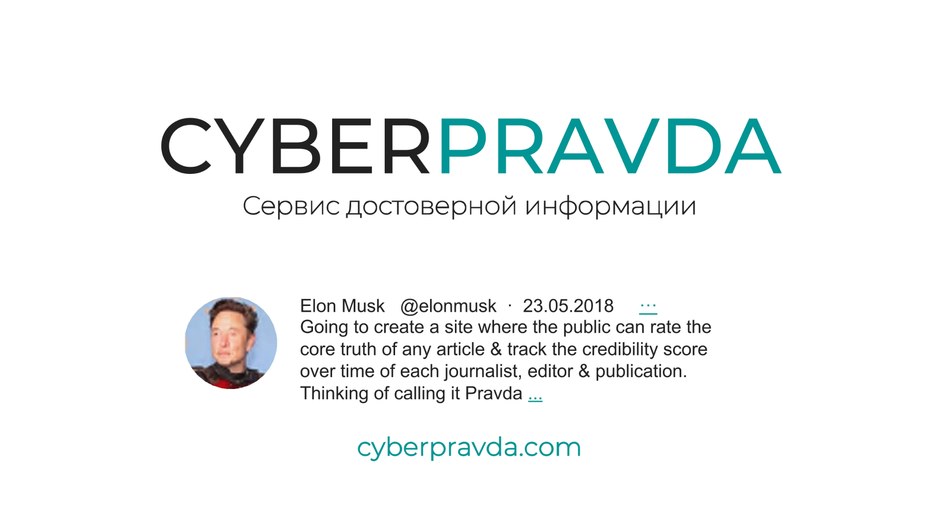 CYBERPRAVDA
Сервис достоверной информации
Elon Musk @elonmusk · 23.05.2018 ...
Going to create a site where the public can rate the
core truth of any article & track the credibility score
over time of each journalist, editor & publication.
Thinking of calling it Pravda ...
cyberpravda.com